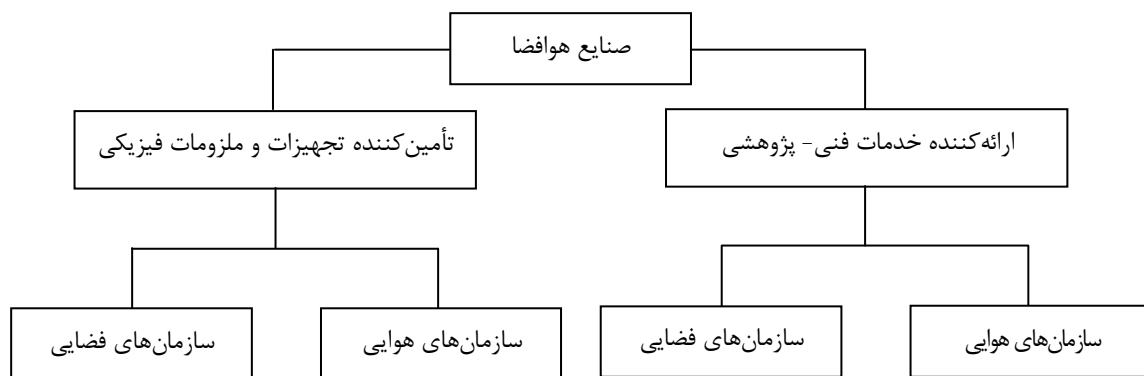 صنایع هوافضا
ارائه‌کننده خدمات فنی- پژوهشی
تأمین‌کننده تجهیزات و ملزومات فیزیکی
سازمان‌های هوایی
سازمان‌های فضایی
سازمان‌های هوایی
سازمان‌های فضایی